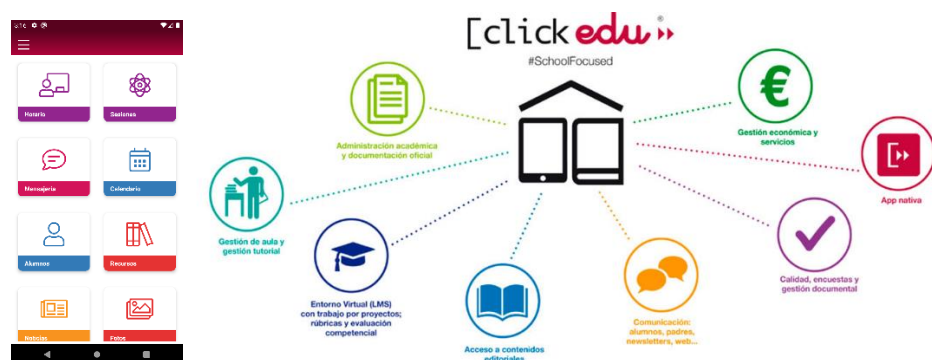 3:16
Horario
Sesiones
Mensajería
Calendario
Alumnos
Recursos
Noticias
Fotos
[clickedu
®
#SchoolFocused
Administración académica
y documentación oficial
Gestión económica y
servicios
App nativa
Gestión de aula y
gestión tutorial
Calidad, encuestas y
gestión documental
Entorno Virtual (LMS)
con trabajo por proyectos;
rúbricas y evaluación
competencial
Comunicación:
alumnos, padres,
newsletters, web...
Acceso a contenidos
editoriales